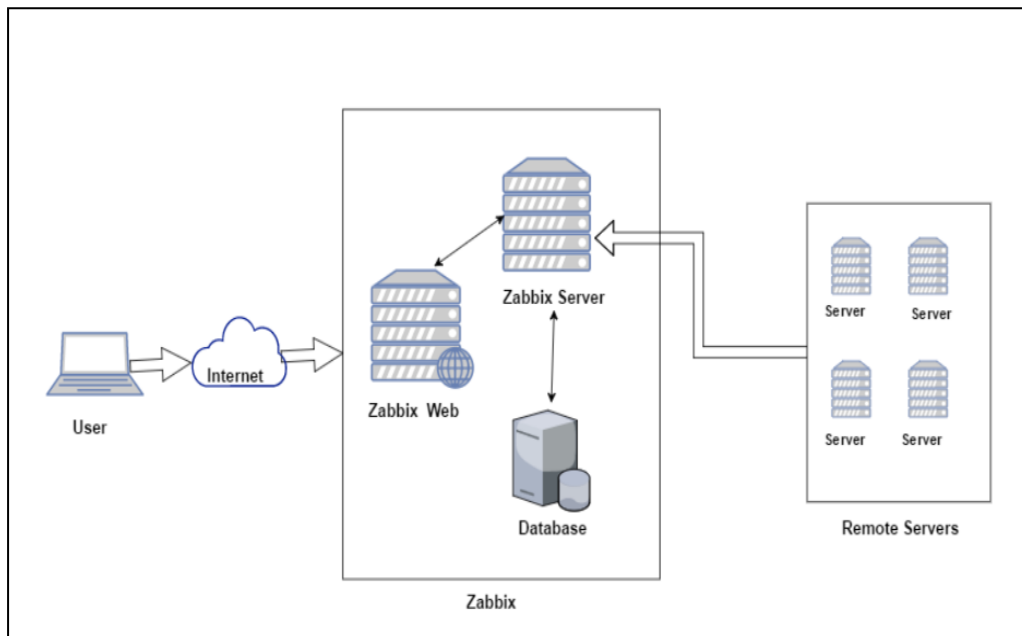 User
Internet
Zabbix Web
Zabbix Server
Database
Zabbix
Server
Server
Server
Server
Remote Servers